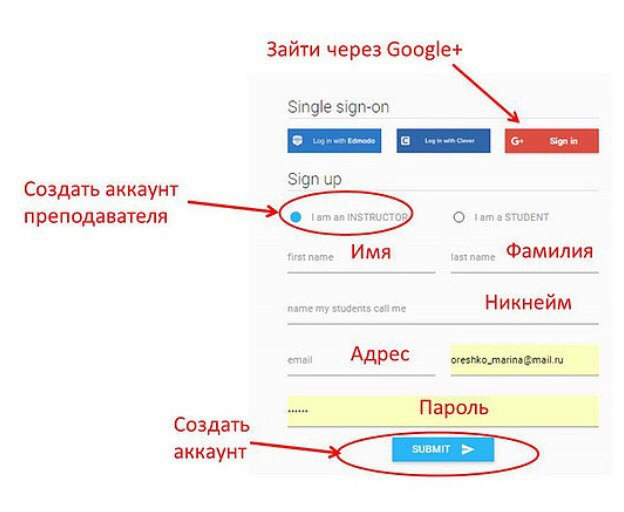 Зайти через Google+
Single sign-on
Log in with Edmodo
C
Log in with Clever
G+
Sign in
Sign up
Создать аккаунт
преподавателя
I am an INSTRUCTOR
I am a STUDENT
first name
Имя
last name
Фамилия
name my students call me
Никнейм
email
Адрес
oreshko_marina@mail.ru
••••••
Пароль
Создать
аккаунт
SUBMIT